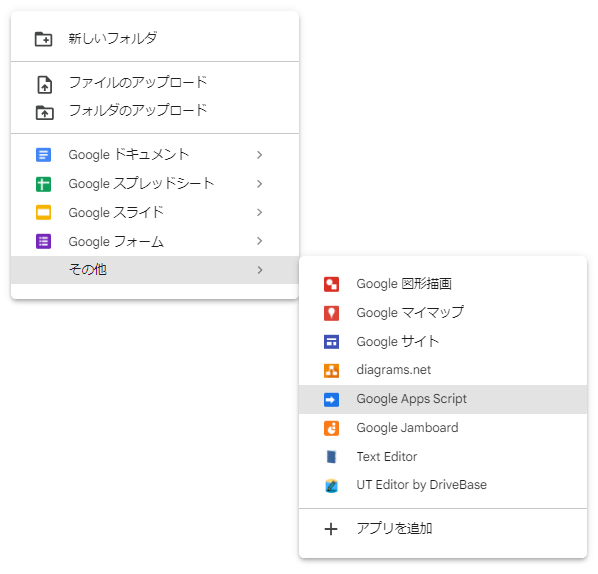 新しいフォルダ
ファイルのアップロード
フォルダのアップロード
Google ドキュメント
Google スプレッドシート
Google スライド
Google フォーム
その他
Google 図形描画
Google マイマップ
Google サイト
diagrams.net
Google Apps Script
Google Jamboard
Text Editor
UT Editor by DriveBase
アプリを追加